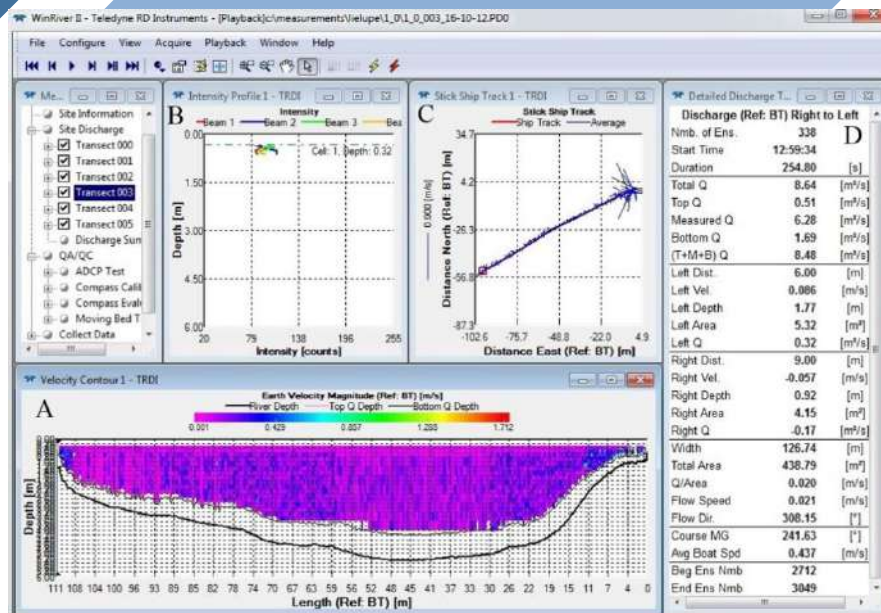 WinRiver II - Teledyne RD Instruments - [Playback]c:\measurements\lielupe\1_0\1_0_003_16-10-12.PD0
File Configure View Acquire Playback Window Help
Me...
Site Information
Site Discharge
Transect 000
Transect 001
Transect 002
Transect 003
Transect 004
Transect 005
Discharge Sum
QA/QC
ADCP Test
Compass Calit
Compass Evalu
Moving Bed T
Collect Data
Intensity Profile 1 - TRDI
B
Intensity
Beam 1 Beam 2 Beam 3 Bea
Cell: 1, Depth: 0.32
Depth [m]
0.00
1.50
3.00
4.50
6.00
20 79 138 196 255
Intensity [counts]
Stick Ship Track 1 - TRDI
C
Stick Ship Track
Ship Track Average
0.000 [m/s]
Distance North (Ref: BT) [m]
34.7
4.2
-26.3
-56.8
-87.3
-102.6 -75.7 -48.8 -22.0 4.9
Distance East (Ref: BT) [m]
Detailed Discharge T...
Discharge (Ref: BT) Right to Left
D
Nmb. of Ens. 338
Start Time 12:59:34
Duration 254.80 [s]
Total Q 8.64 [m³/s]
Top Q 0.51 [m³/s]
Measured Q 6.28 [m³/s]
Bottom Q 1.69 [m³/s]
(T+M+B) Q 8.48 [m³/s]
Left Dist. 6.00 [m]
Left Vel. 0.086 [m/s]
Left Depth 1.77 [m]
Left Area 5.32 [m²]
Left Q 0.32 [m³/s]
Right Dist. 9.00 [m]
Right Vel. -0.057 [m/s]
Right Depth 0.92 [m]
Right Area 4.15 [m²]
Right Q -0.17 [m³/s]
Width 126.74 [m]
Total Area 438.79 [m²]
Q/Area 0.020 [m/s]
Flow Speed 0.021 [m/s]
Flow Dir. 308.15 [°]
Course MG 241.63 [°]
Avg Boat Spd 0.437 [m/s]
Beg Ens Nmb 2712
End Ens Nmb 3049
Velocity Contour 1 - TRDI
A
Earth Velocity Magnitude (Ref: BT) [m/s]
River Depth Top Q Depth Bottom Q Depth
0.001 0.429 0.857 1.285 1.712
Depth [m]
111 108 104 100 96 93 89 85 82 78 74 70 67 63 59 56 52 48 45 41 37 33 30 26 22 19 15 11 7 4 0
Length (Ref: BT) [m]